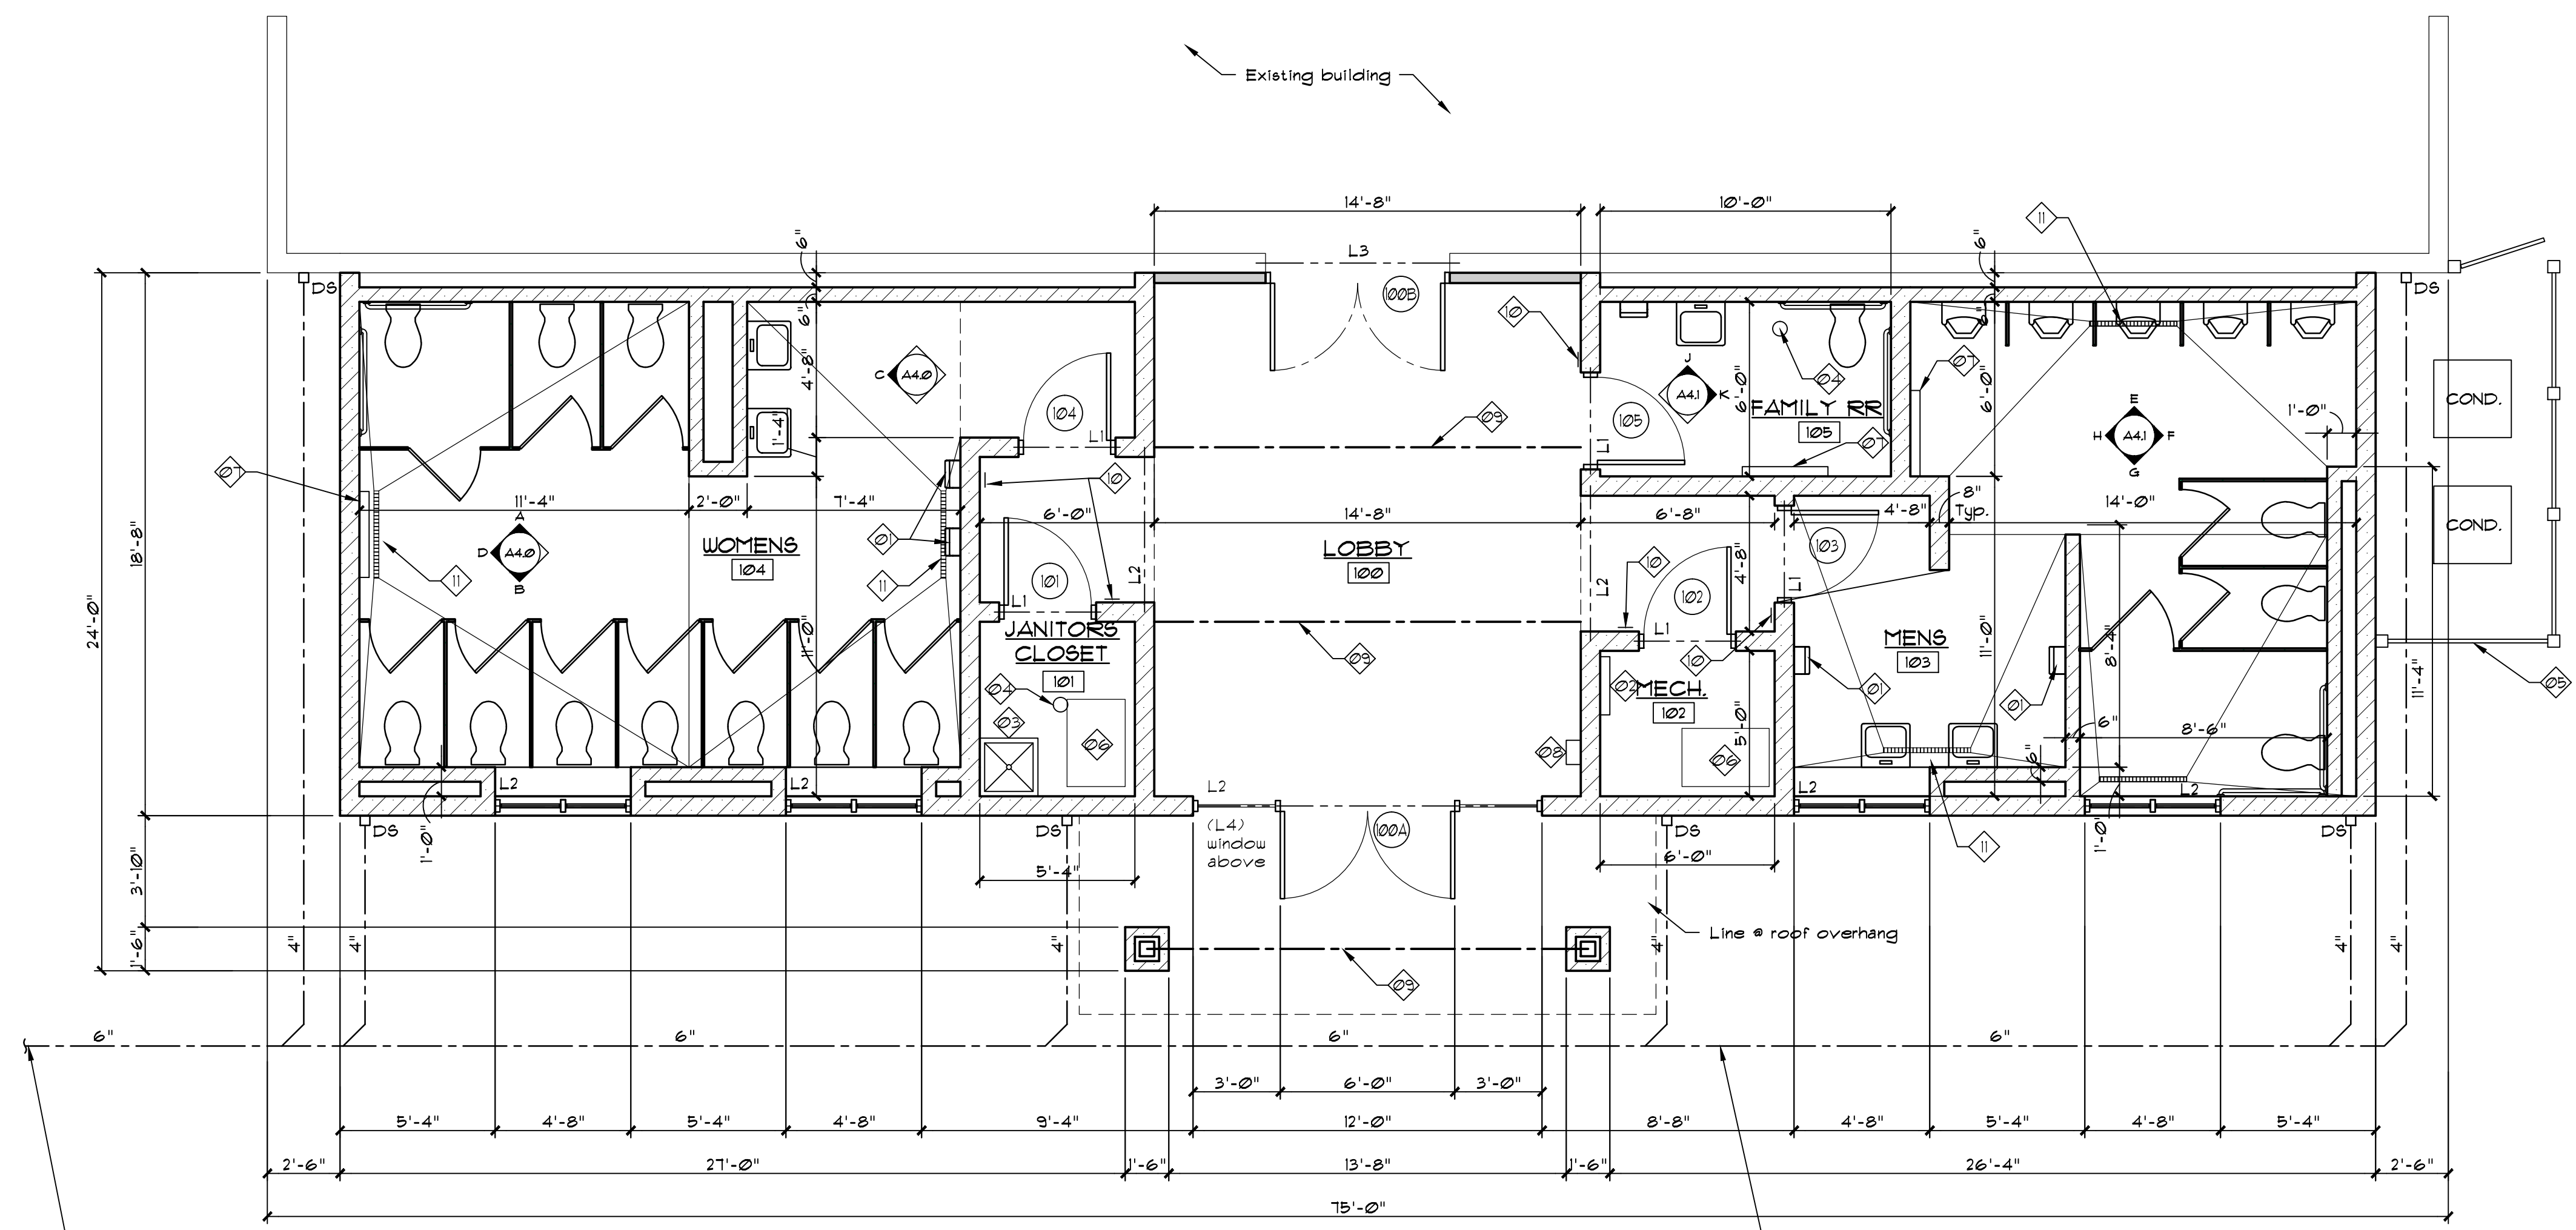 Existing building
14'-8"
10'-0"
11
6"
L3
6"
DS
100B
10
DS
6"
6"
4'-8"
C
A4.0
104
J
A4.1
K
04
07
6'-0"
FAMILY RR
105
07
105
6'-0"
E
H
A4.1
F
G
1'-0"
COND.
COND.
1'-4"
L1
09
L1
07
11'-4"
2'-0"
7'-4"
10
6'-0"
14'-8"
6'-8"
4'-8"
8"
Typ.
14'-0"
18'-8"
24'-0"
A
D
A4.0
B
11
WOMENS
104
01
11
101
L2
L1
LOBBY
100
L2
10
102
4'-8"
L1
103
L1
11'-0"
JANITORS
CLOSET
101
04
03
06
09
10
02
MECH.
102
08
06
5'-0"
MENS
103
01
01
11'-0"
8'-4"
11'-4"
05
6"
8'-6"
6"
L2
L2
L2
L2
L2
DS
DS
DS
DS
1'-0"
(L4)
window
above
100A
6'-0"
11
1'-0"
5'-4"
3'-10"
1'-6"
4"
4"
4"
4"
4"
4"
Line @ roof overhang
09
6"
6"
6"
6"
3'-0"
6'-0"
3'-0"
5'-4"
4'-8"
5'-4"
4'-8"
9'-4"
12'-0"
8'-8"
4'-8"
5'-4"
4'-8"
5'-4"
2'-6"
27'-0"
1'-6"
13'-8"
1'-6"
26'-4"
2'-6"
75'-0"